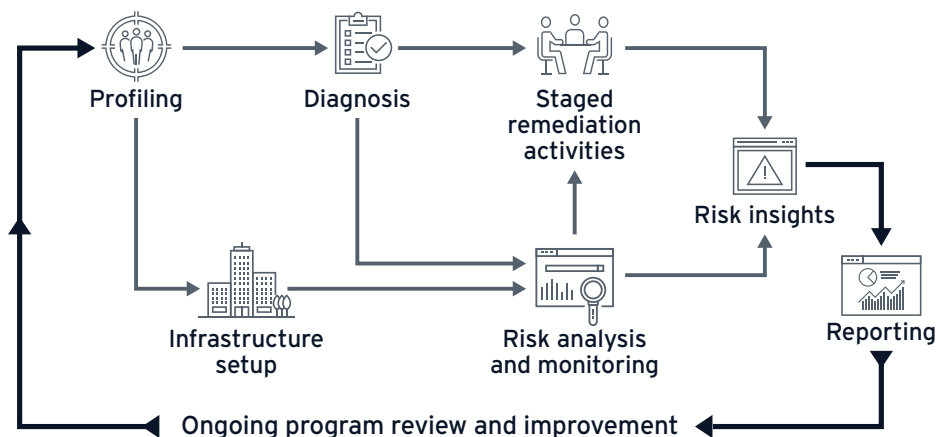 Profiling
Diagnosis
Staged
remediation
activities
Risk insights
Infrastructure
setup
Risk analysis
and monitoring
Reporting
Ongoing program review and improvement